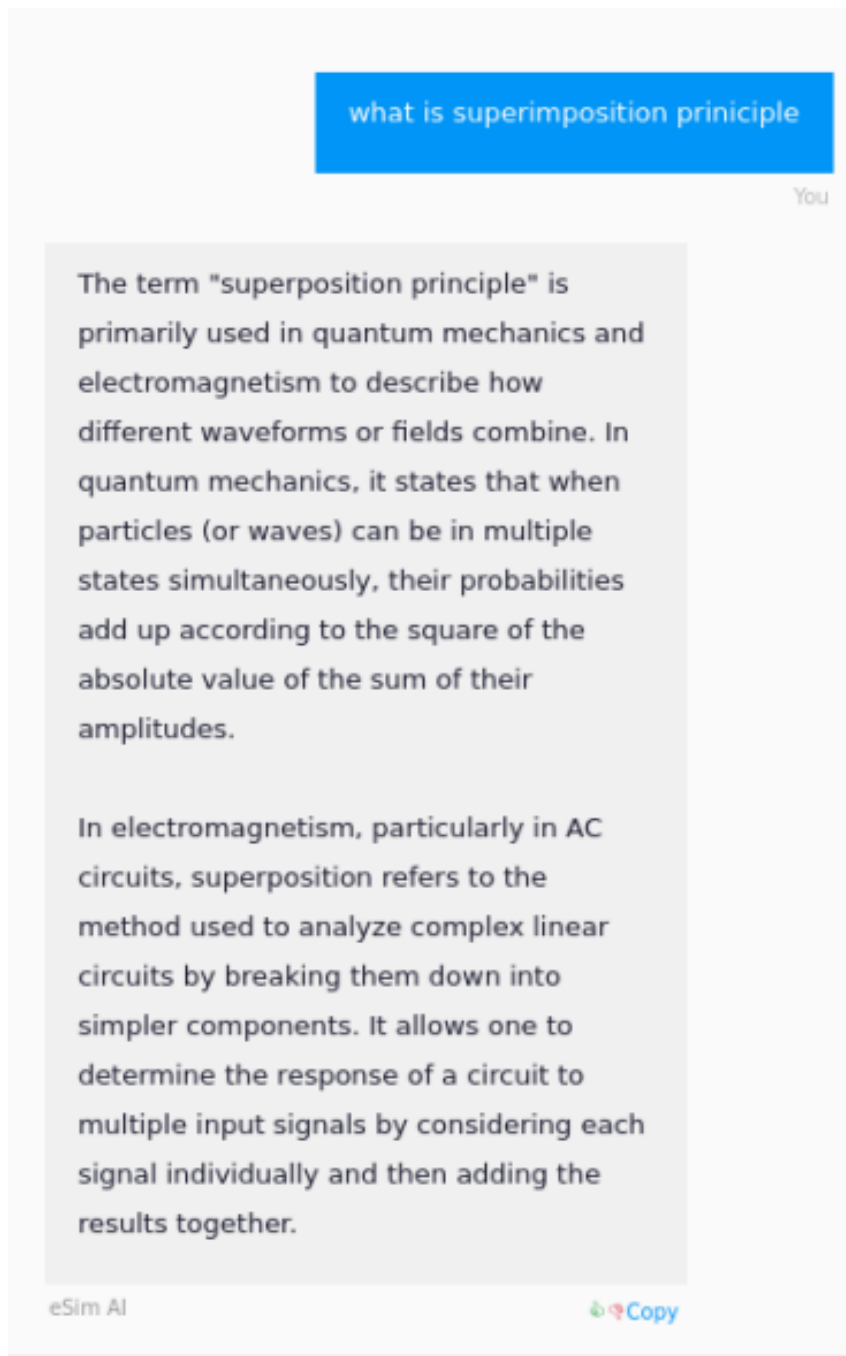 what is superimposition priniciple
You
The term "superposition principle" is
primarily used in quantum mechanics and
electromagnetism to describe how
different waveforms or fields combine. In
quantum mechanics, it states that when
particles (or waves) can be in multiple
states simultaneously, their probabilities
add up according to the square of the
absolute value of the sum of their
amplitudes.
In electromagnetism, particularly in AC
circuits, superposition refers to the
method used to analyze complex linear
circuits by breaking them down into
simpler components. It allows one to
determine the response of a circuit to
multiple input signals by considering each
signal individually and then adding the
results together.
eSim AI
Copy